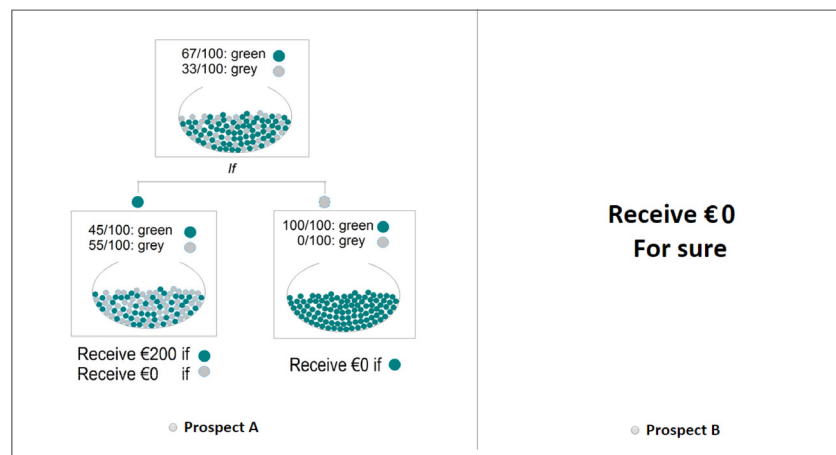 67/100: green
33/100: grey
If
45/100: green
55/100: grey
100/100: green
0/100: grey
Receive €200 if
Receive €0 if
Receive €0 if
Prospect A
Receive €0
For sure
Prospect B